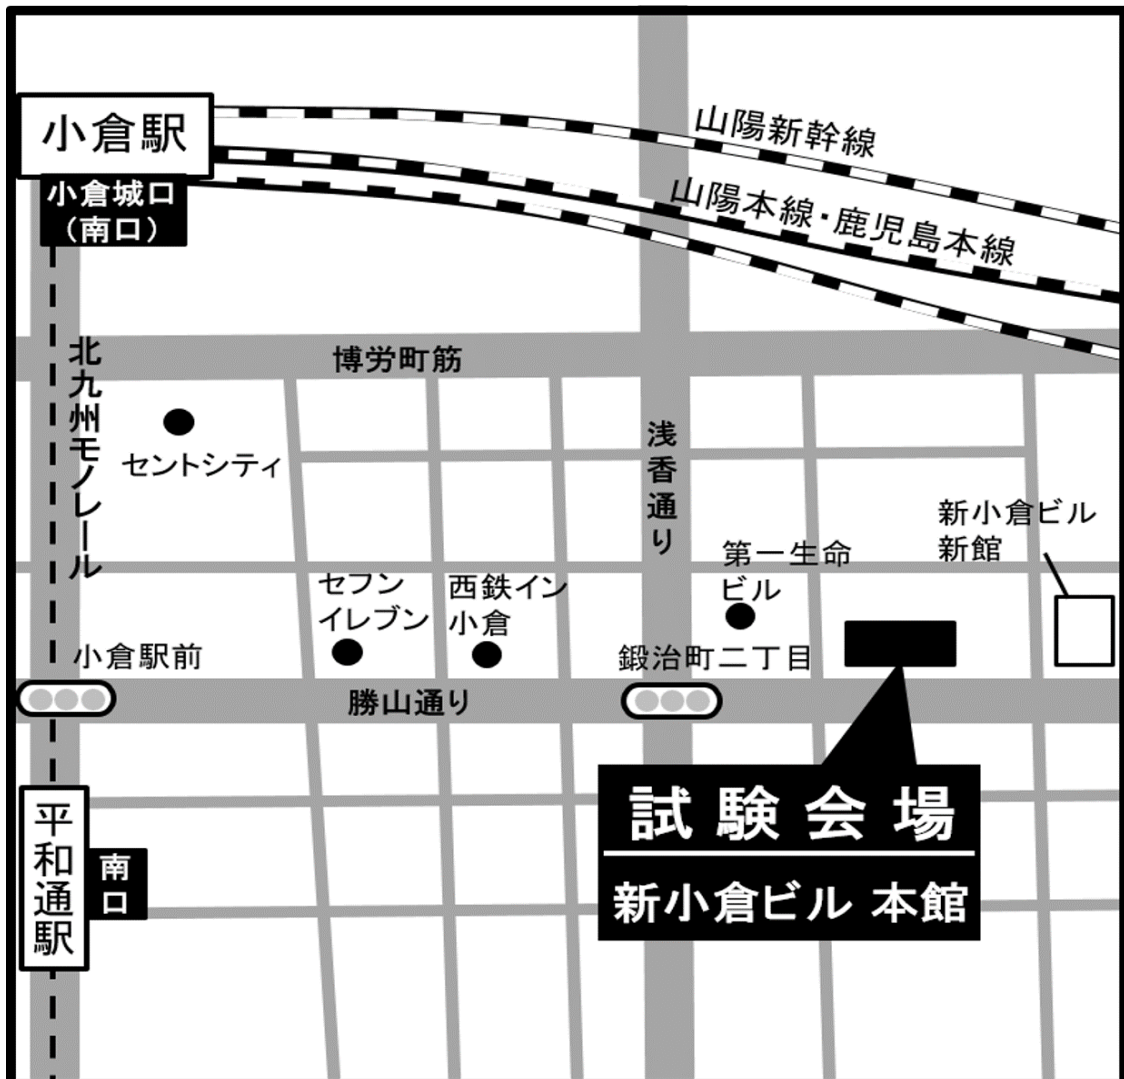 小倉駅
小倉城口
（南口）
山陽新幹線
山陽本線・鹿児島本線
北九州モノレール
博労町筋
セントシティ
浅香通り
新小倉ビル
新館
第一生命
ビル
セフン
イレブン
西鉄イン
小倉
小倉駅前
鍛治町二丁目
勝山通り
試験会場
新小倉ビル 本館
平和通駅
南口